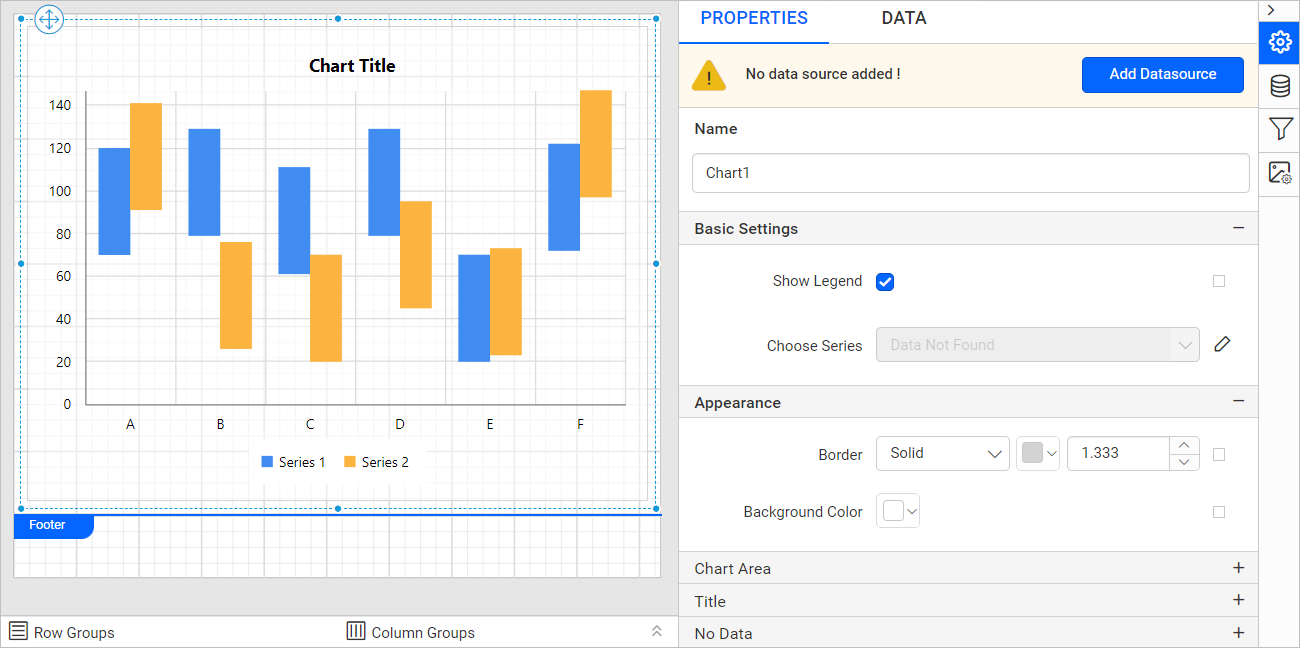 Chart Title
140
120
100
80
60
40
20
0
A B C D E F
Series 1 Series 2
Footer
Row Groups Column Groups
PROPERTIES DATA
No data source added ! Add Datasource
Name
Chart1
Basic Settings
Show Legend
Choose Series Data Not Found
Appearance
Border Solid 1.333
Background Color
Chart Area
Title
No Data